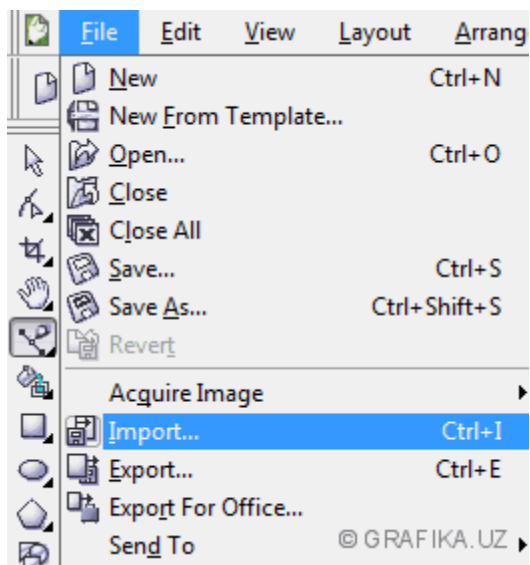 File Edit View Layout Arrang
New Ctrl+N
New From Template...
Open... Ctrl+O
Close
Close All
Save... Ctrl+S
Save As... Ctrl+Shift+S
Revert
Acquire Image
Import... Ctrl+I
Export... Ctrl+E
Export For Office...
Send To © GRAFIKA.UZ